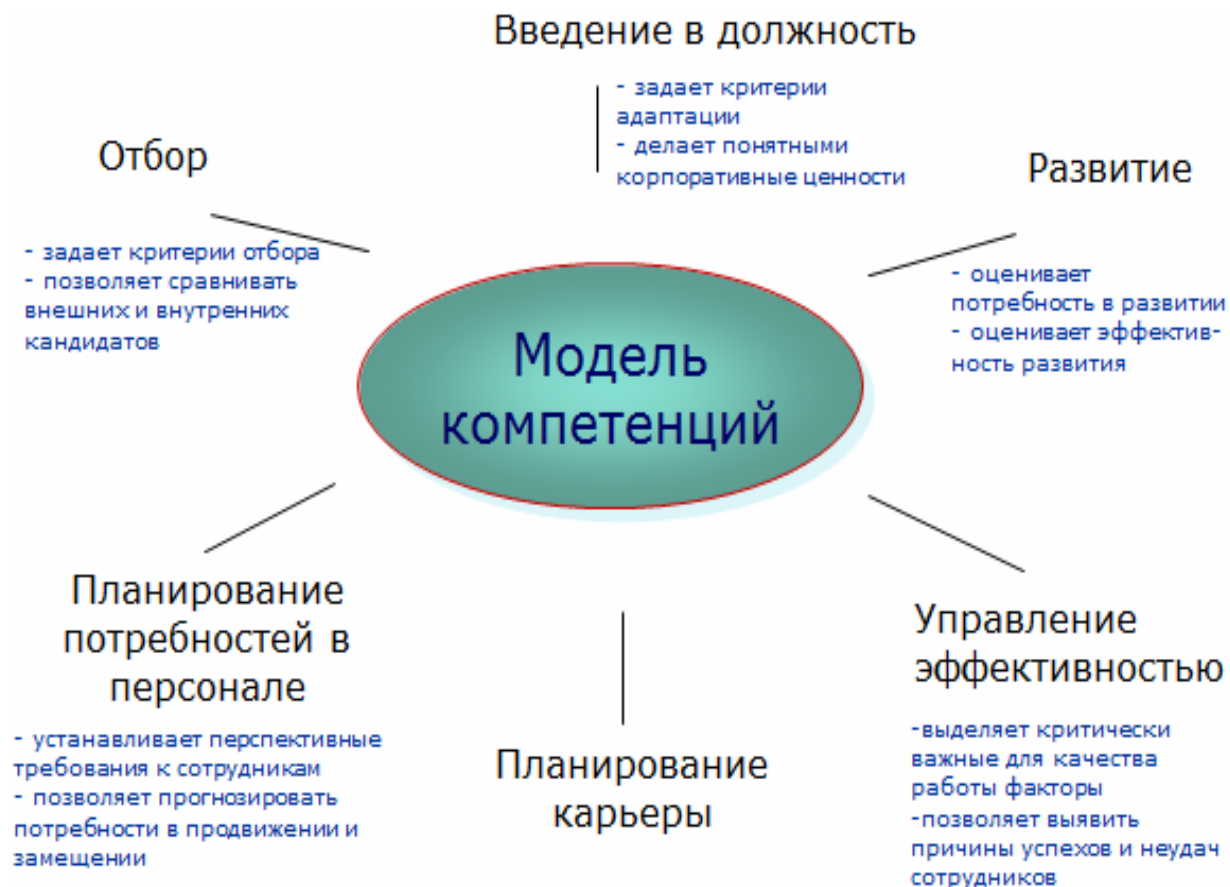 Введение в должность
- задает критерии
адаптации
- делает понятными
корпоративные ценности
Отбор
- задает критерии отбора
- позволяет сравнивать
внешних и внутренних
кандидатов
Развитие
- оценивает
потребность в развитии
- оценивает эффектив-
ность развития
Модель
компетенций
Планирование
потребностей в
персонале
- устанавливает перспективные
требования к сотрудникам
- позволяет прогнозировать
потребности в продвижении и
замещении
Планирование
карьеры
Управление
эффективностью
-выделяет критически
важные для качества
работы факторы
-позволяет выявить
причины успехов и неудач
сотрудников